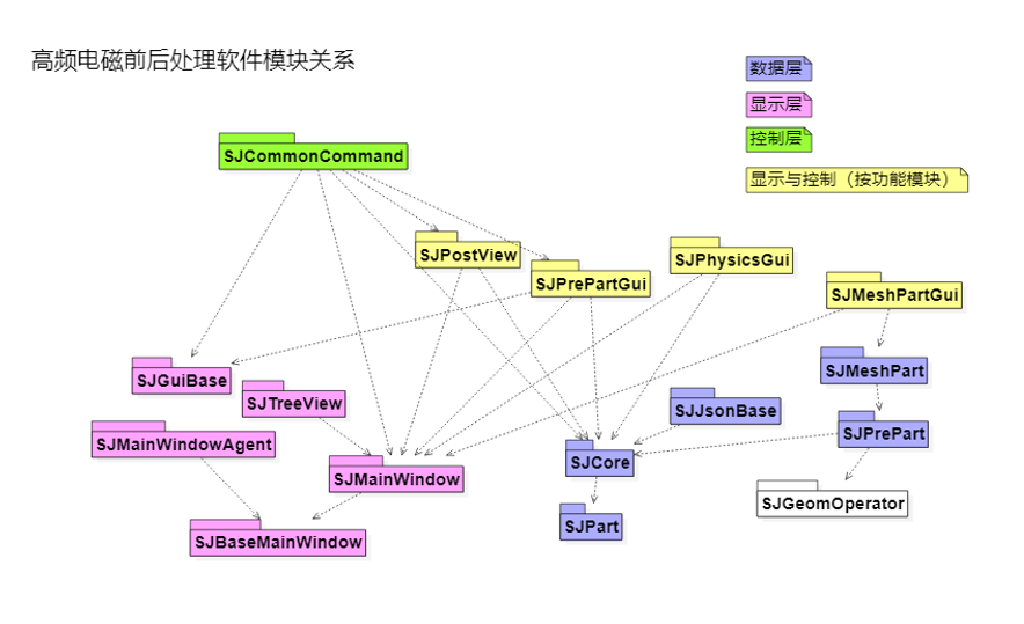 高频电磁前后处理软件模块关系
数据层
显示层
控制层
显示与控制（按功能模块）
SJCommonCommand
SJPostView
SJPrePartGui
SJPhysicsGui
SJMeshPartGui
SJGuiBase
SJTreeView
SJMainWindowAgent
SJMainWindow
SJBaseMainWindow
SJMeshPart
SJJsonBase
SJPrePart
SJCore
SJGeomOperator
SJPart